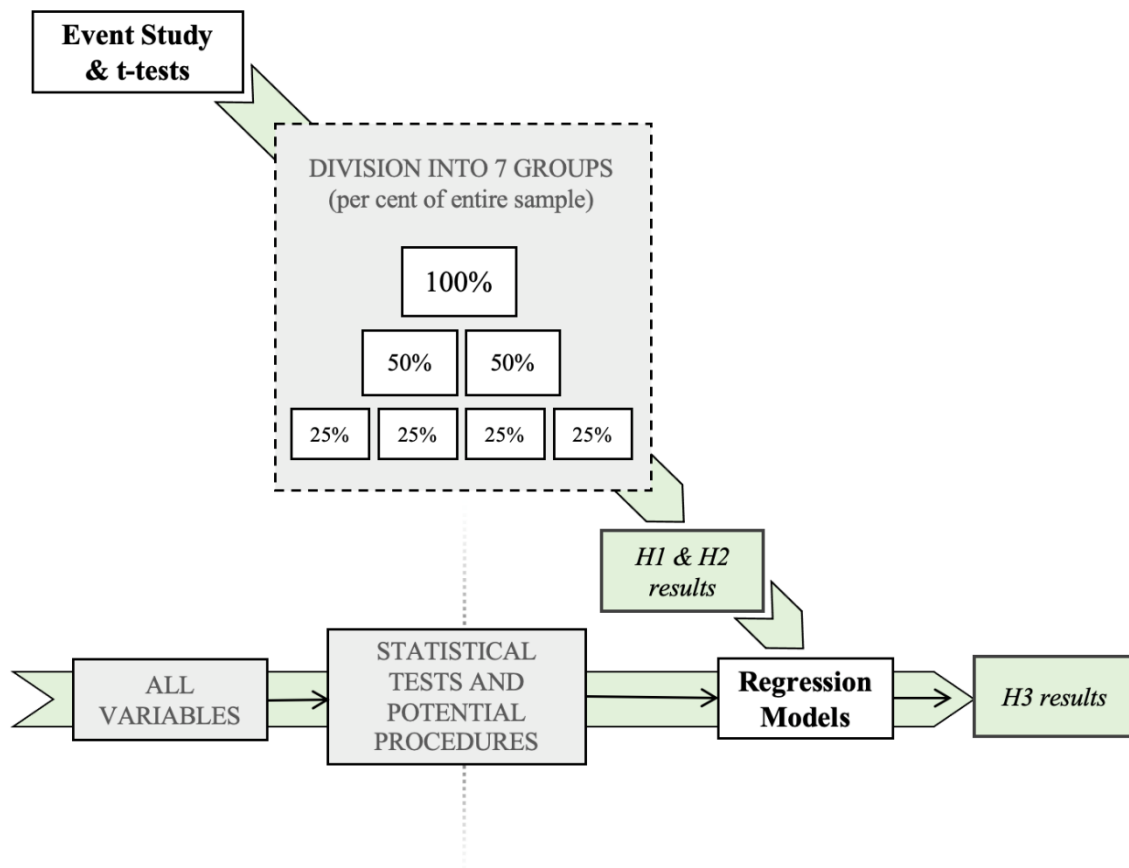 Event Study
& t-tests
DIVISION INTO 7 GROUPS
(per cent of entire sample)
100%
50%
50%
25%
25%
25%
25%
H1 & H2
results
ALL
VARIABLES
STATISTICAL
TESTS AND
POTENTIAL
PROCEDURES
Regression
Models
H3 results